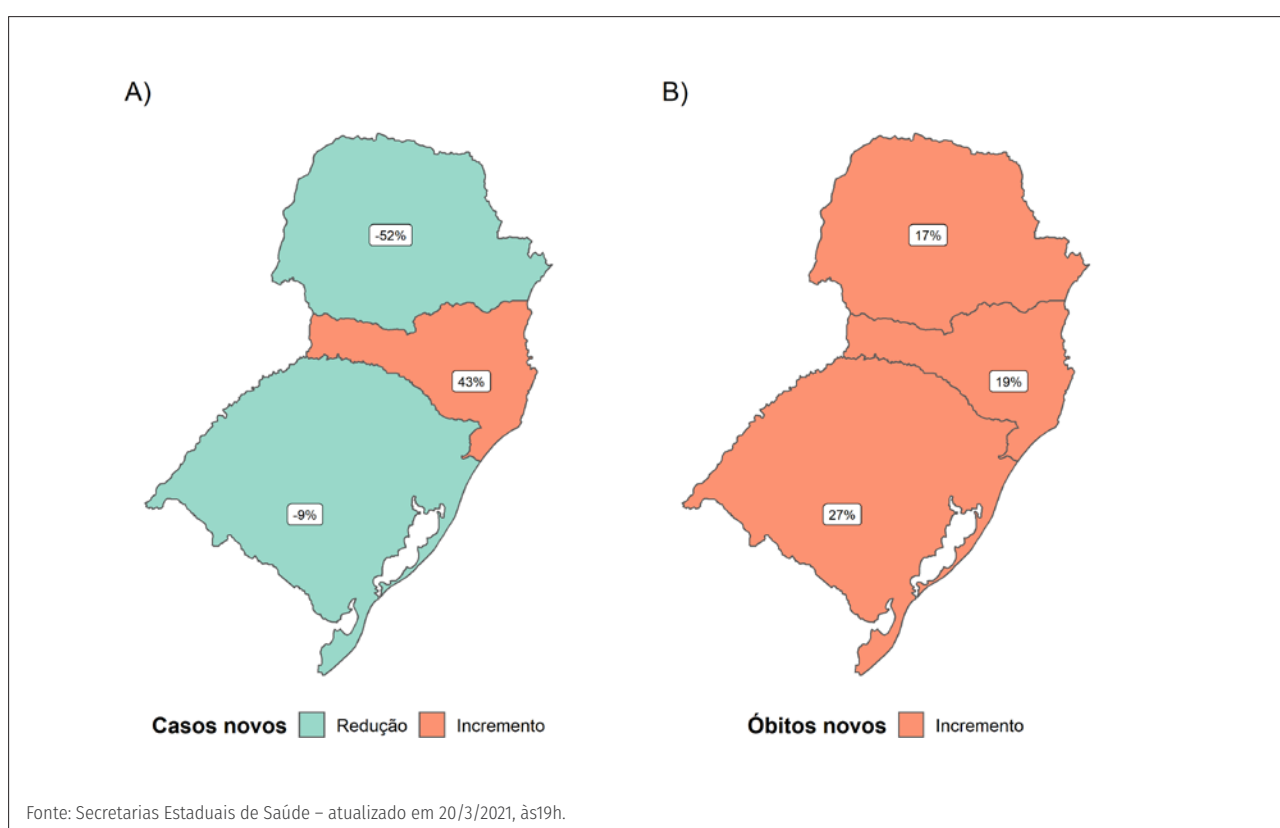 A)
B)
-52%
43%
-9%
17%
19%
27%
Casos novos Redução Incremento
Óbitos novos Incremento
Fonte: Secretarias Estaduais de Saúde – atualizado em 20/3/2021, às19h.